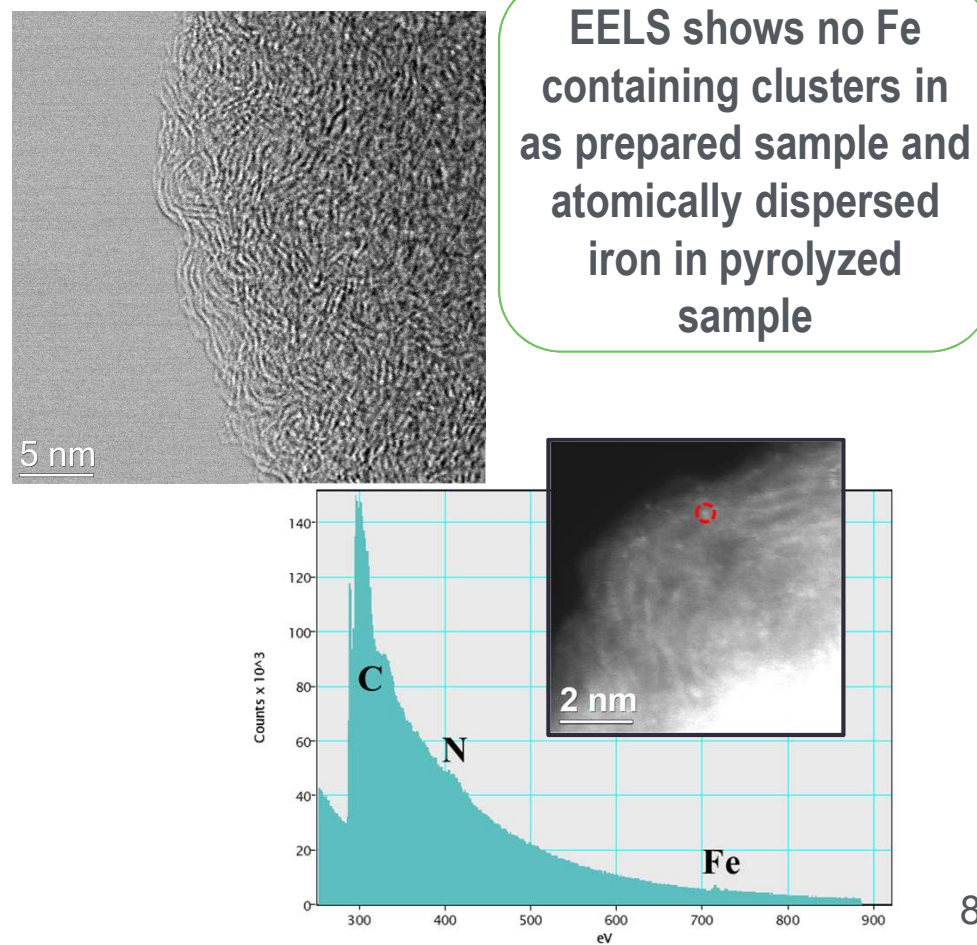 EELS shows no Fe
containing clusters in
as prepared sample and
atomically dispersed
iron in pyrolyzed
sample
5 nm
2 nm
Counts x 10^3
140
120
100
80
60
40
20
0
C
N
Fe
300
400
500
600
700
800
900
eV
8